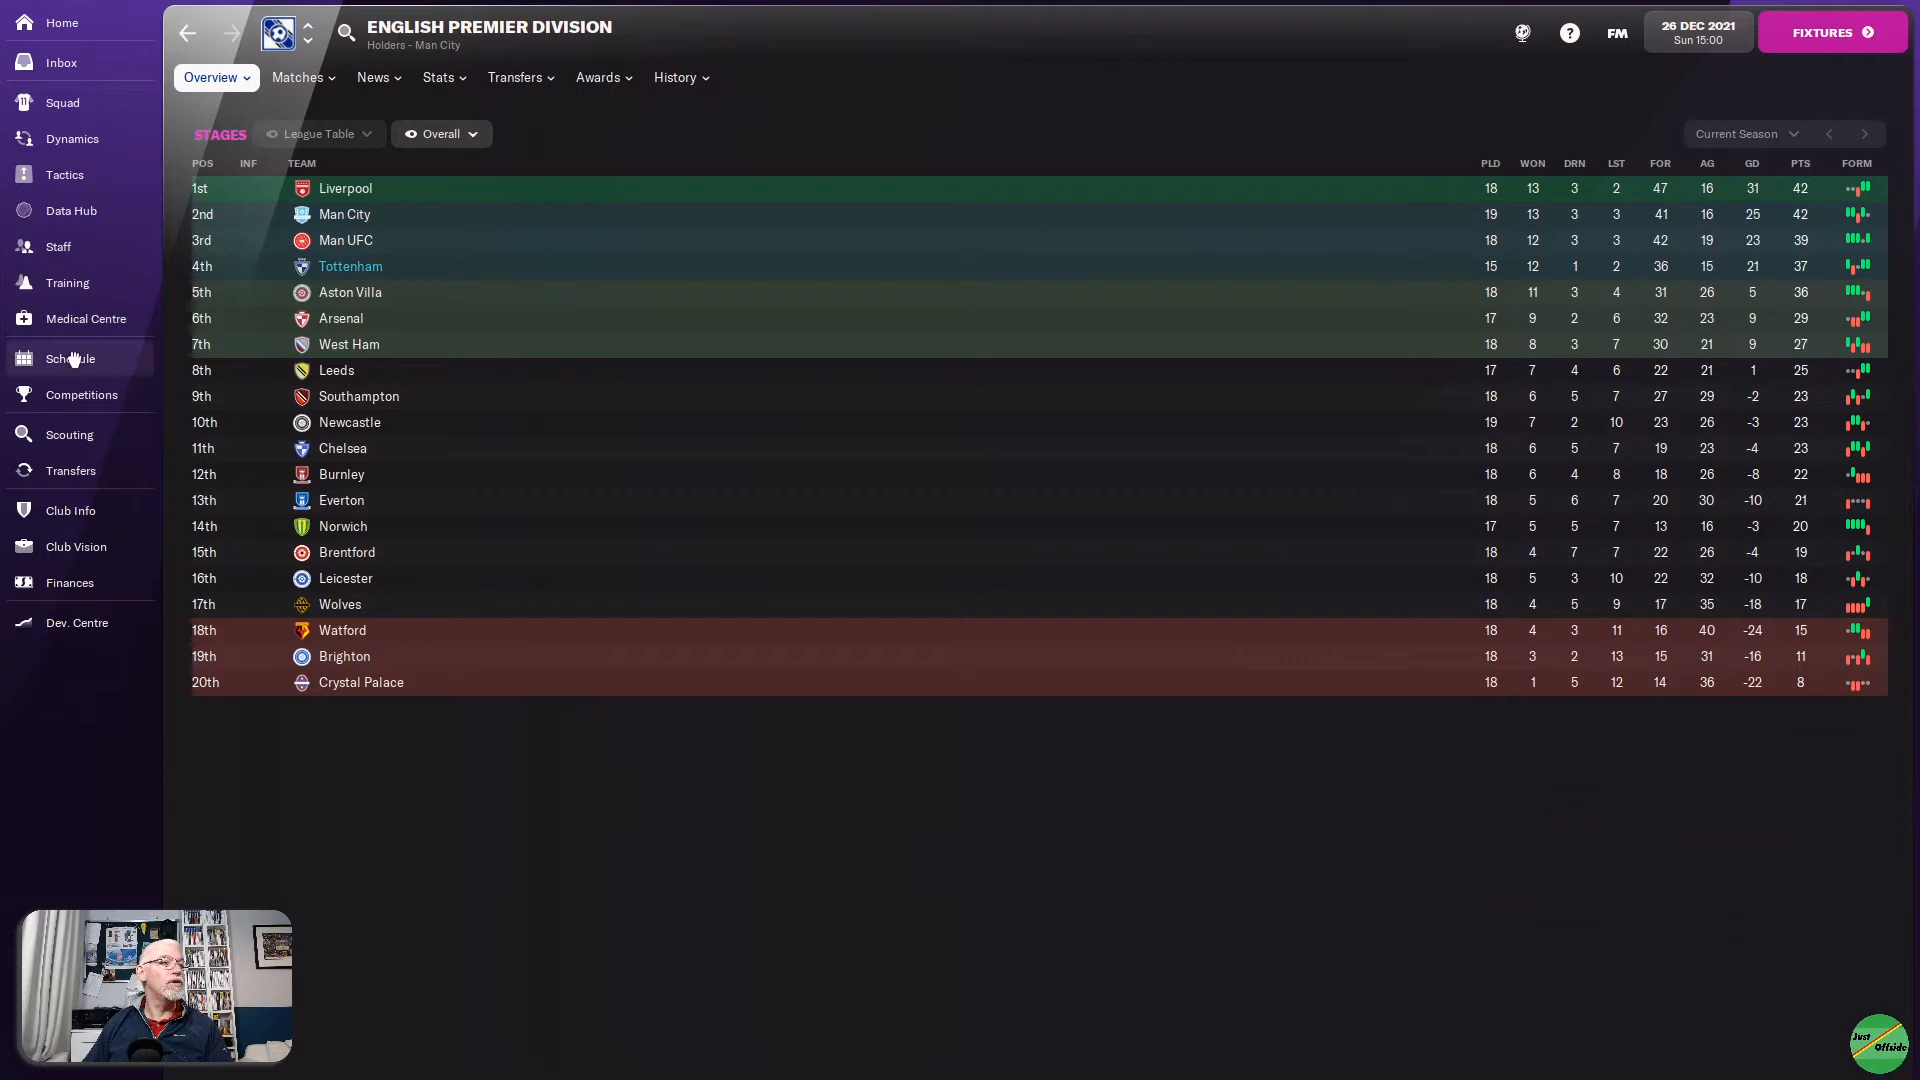 Home
Inbox
Squad
Dynamics
Tactics
Data Hub
Staff
Training
Medical Centre
Schedule
Competitions
Scouting
Transfers
Club Info
Club Vision
Finances
Dev. Centre
ENGLISH PREMIER DIVISION
Holders - Man City
FM
26 DEC 2021
Sun 15:00
FIXTURES
Overview Matches News Stats Transfers Awards History
STAGES League Table Overall Current Season
POS INF TEAM PLD WON DRN LST FOR AG GD PTS FORM
1st Liverpool 18 13 3 2 47 16 31 42
2nd Man City 19 13 3 3 41 16 25 42
3rd Man UFC 18 12 3 3 42 19 23 39
4th Tottenham 15 12 1 2 36 15 21 37
5th Aston Villa 18 11 3 4 31 26 5 36
6th Arsenal 17 9 2 6 32 23 9 29
7th West Ham 18 8 3 7 30 21 9 27
8th Leeds 17 7 4 6 22 21 1 25
9th Southampton 18 6 5 7 27 29 -2 23
10th Newcastle 19 7 2 10 23 26 -3 23
11th Chelsea 18 6 5 7 19 23 -4 23
12th Burnley 18 6 4 8 18 26 -8 22
13th Everton 18 5 6 7 20 30 -10 21
14th Norwich 17 5 5 7 13 16 -3 20
15th Brentford 18 4 7 7 22 26 -4 19
16th Leicester 18 5 3 10 22 32 -10 18
17th Wolves 18 4 5 9 17 35 -18 17
18th Watford 18 4 3 11 16 40 -24 15
19th Brighton 18 3 2 13 15 31 -16 11
20th Crystal Palace 18 1 5 12 14 36 -22 8
Just
Offside